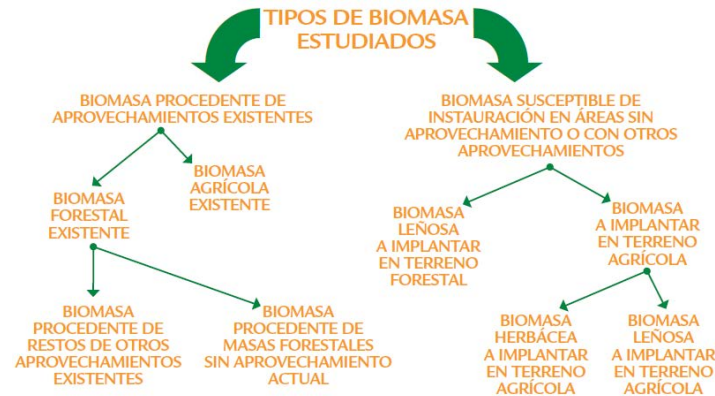 TIPOS DE BIOMASA
ESTUDIADOS
BIOMASA PROCEDENTE DE
APROVECHAMIENTOS EXISTENTES
BIOMASA SUSCEPTIBLE DE
INSTAURACIÓN EN ÁREAS SIN
APROVECHAMIENTO O CON OTROS
APROVECHAMIENTOS
BIOMASA
FORESTAL
EXISTENTE
BIOMASA
AGRÍCOLA
EXISTENTE
BIOMASA
LEÑOSA
A IMPLANTAR
EN TERRENO
FORESTAL
BIOMASA
A IMPLANTAR
EN TERRENO
AGRÍCOLA
BIOMASA
PROCEDENTE DE
RESTOS DE OTROS
APROVECHAMIENTOS
EXISTENTES
BIOMASA
PROCEDENTE DE
MASAS FORESTALES
SIN APROVECHAMIENTO
ACTUAL
BIOMASA
HERBÁCEA
A IMPLANTAR
EN TERRENO
AGRÍCOLA
BIOMASA
LEÑOSA
A IMPLANTAR
EN TERRENO
AGRÍCOLA